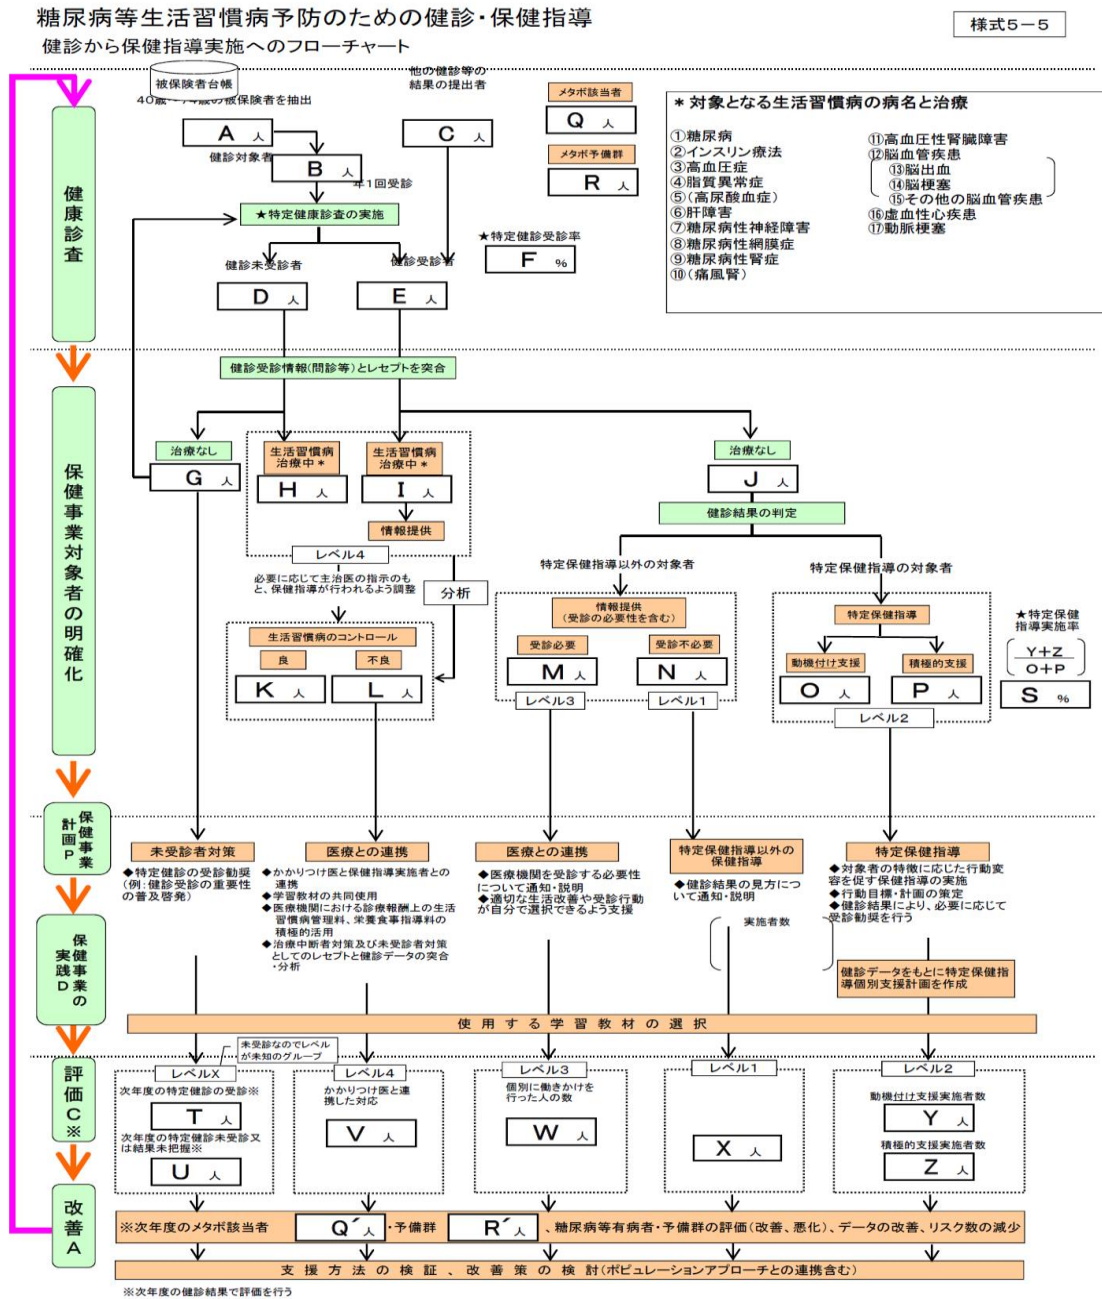 糖尿病等生活習慣病予防のための健診・保健指導
様式5－5
健診から保健指導実施へのフローチャート
被保険者台帳
40歳～74歳の被保険者を抽出
A 人
健診対象者
B 人
年1回受診
他の健診等の
結果の提出者
C 人
メタボ該当者
Q 人
メタボ予備群
R 人
＊対象となる生活習慣病の病名と治療
①糖尿病
②インスリン療法
③高血圧症
④脂質異常症
⑤(高尿酸血症)
⑥肝障害
⑦糖尿病性神経障害
⑧糖尿病性網膜症
⑨糖尿病性腎症
⑩(痛風腎)
⑪高血圧性腎臓障害
⑫脳血管疾患
⑬脳出血
⑭脳梗塞
⑮その他の脳血管疾患
⑯虚血性心疾患
⑰動脈梗塞
健康診査
★特定健康診査の実施
健診未受診者
D 人
健診受診者
E 人
★特定健診受診率
F %
健診受診情報(問診等)とレセプトを突合
保健事業対象者の明確化
治療なし
G 人
生活習慣病
治療中＊
H 人
生活習慣病
治療中＊
I 人
情報提供
レベル4
治療なし
J 人
健診結果の判定
必要に応じて主治医の指示のも
と、保健指導が行われるよう調整
分析
生活習慣病のコントロール
良
不良
K 人
L 人
特定保健指導以外の対象者
情報提供
(受診の必要性を含む)
受診必要
受診不必要
M 人
N 人
レベル3
レベル1
特定保健指導の対象者
特定保健指導
動機付け支援
積極的支援
O 人
P 人
レベル2
★特定保健
指導実施率
Y+Z
O+P
S %
保健事業
計画P
未受診者対策
◆特定健診の受診勧奨
(例：健診受診の重要性
の普及啓発)
医療との連携
◆かかりつけ医と保健指導実施者との
連携
◆学習教材の共同使用
◆医療機関における診療報酬上の生活
習慣病管理料、栄養食事指導料の
積極的活用
◆治療中断者対策及び未受診者対策
としてのレセプトと健診データの突合
・分析
医療との連携
◆医療機関を受診する必要性
について通知・説明
◆適切な生活改善や受診行動
が自分で選択できるよう支援
特定保健指導以外の
保健指導
◆健診結果の見方につ
いて通知・説明
実施者数
特定保健指導
◆対象者の特徴に応じた行動変
容を促す保健指導の実施
◆行動目標・計画の策定
◆健診結果により、必要に応じて
受診勧奨を行う
健診データをもとに特定保健指
導個別支援計画を作成
保健事業の
実践D
使用する学習教材の選択
未受診なのでレベル
が未知のグループ
評価C※
レベルX
次年度の特定健診の受診※
T 人
次年度の特定健診未受診又
は結果未把握※
U 人
レベル4
かかりつけ医と連
携した対応
V 人
レベル3
個別に働きかけを
行った人の数
W 人
レベル1
X 人
レベル2
動機付け支援実施者数
Y 人
積極的支援実施者数
Z 人
改善A
※次年度のメタボ該当者 Q´人 ・予備群 R´人 、糖尿病等有病者・予備群の評価(改善、悪化)、データの改善、リスク数の減少
支援方法の検証、改善策の検討(ポピュレーションアプローチとの連携含む)
※次年度の健診結果で評価を行う